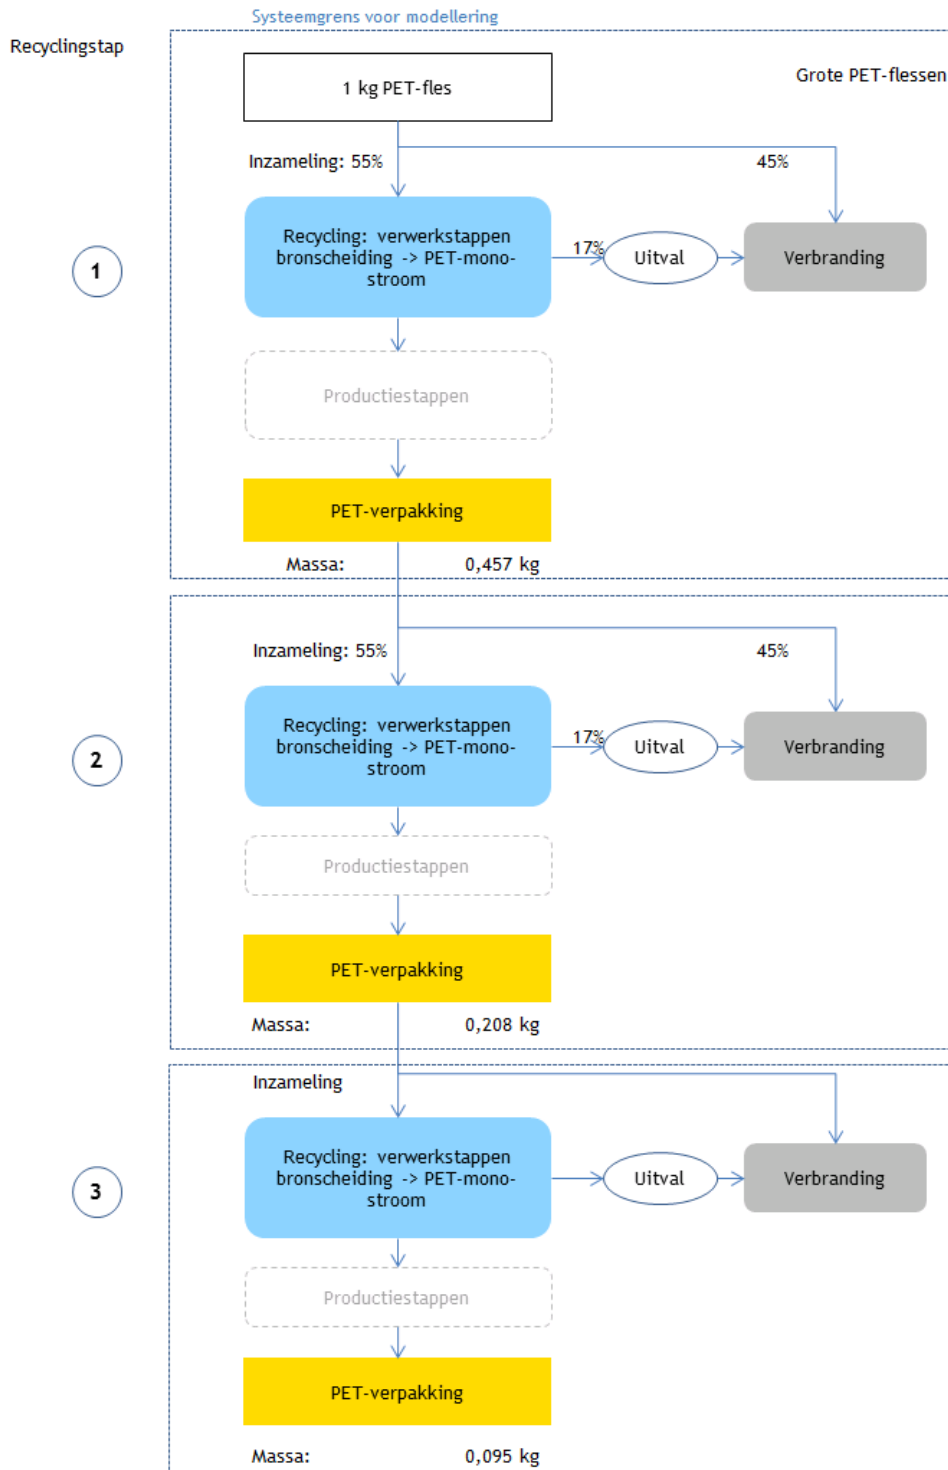 Systeemgrens voor modellering
Recyclingstap
Grote PET-flessen
1 kg PET-fles
Inzameling: 55%
45%
1
Recycling: verwerkstappen
bronscheiding -> PET-mono-
stroom
17%
Uitval
Verbranding
Productiestappen
PET-verpakking
Massa: 0,457 kg
Inzameling: 55%
45%
2
Recycling: verwerkstappen
bronscheiding -> PET-mono-
stroom
17%
Uitval
Verbranding
Productiestappen
PET-verpakking
Massa: 0,208 kg
Inzameling
3
Recycling: verwerkstappen
bronscheiding -> PET-mono-
stroom
Uitval
Verbranding
Productiestappen
PET-verpakking
Massa: 0,095 kg